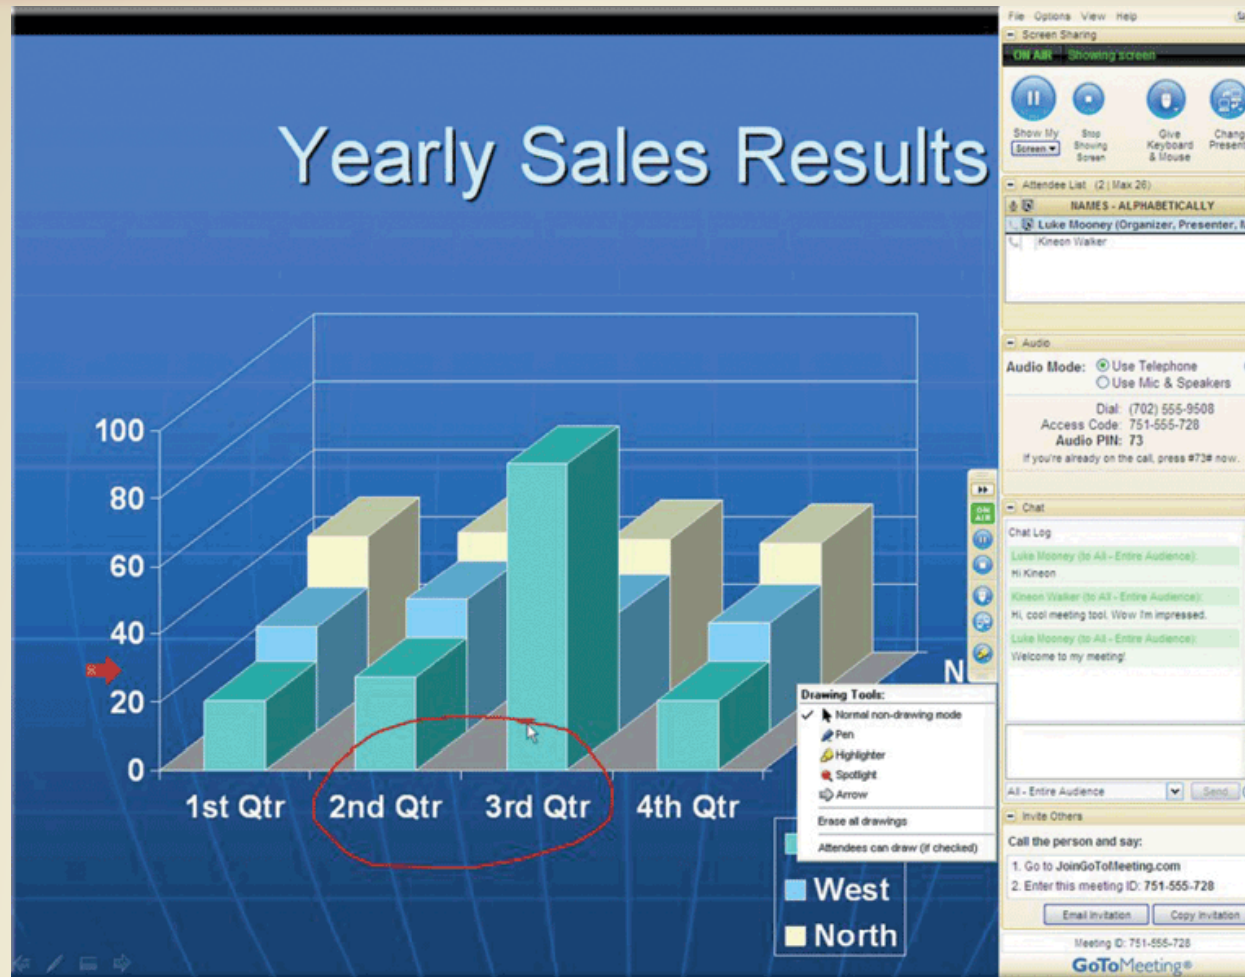 Yearly Sales Results
100
80
60
40
20
0
1st Qtr 2nd Qtr 3rd Qtr 4th Qtr
N
West
North
ON
AIR
Drawing Tools:
Normal non-drawing mode
Pen
Highlighter
Spotlight
Arrow
Erase all drawings
Attendees can draw (if checked)
File Options View Help
Screen Sharing
ON AIR Showing screen
Show My
Screen
Stop
Showing
Screen
Give
Keyboard
& Mouse
Chang
Present
Attendee List (2 | Max 26)
NAMES - ALPHABETICALLY
Luke Mooney (Organizer, Presenter, M
Kineon Walker
Audio
Audio Mode: Use Telephone
Use Mic & Speakers
Dial: (702) 555-9508
Access Code: 751-555-728
Audio PIN: 73
If you're already on the call, press #73# now.
Chat
Chat Log
Luke Mooney (to All - Entire Audience):
Hi Kineon
Kineon Walker (to All - Entire Audience):
Hi, cool meeting tool. Wow I'm impressed.
Luke Mooney (to All - Entire Audience):
Welcome to my meeting!
All - Entire Audience Send
Invite Others
Call the person and say:
1. Go to JoinGoToMeeting.com
2. Enter this meeting ID: 751-555-728
Email Invitation Copy Invitation
Meeting ID: 751-555-728
GoToMeeting®